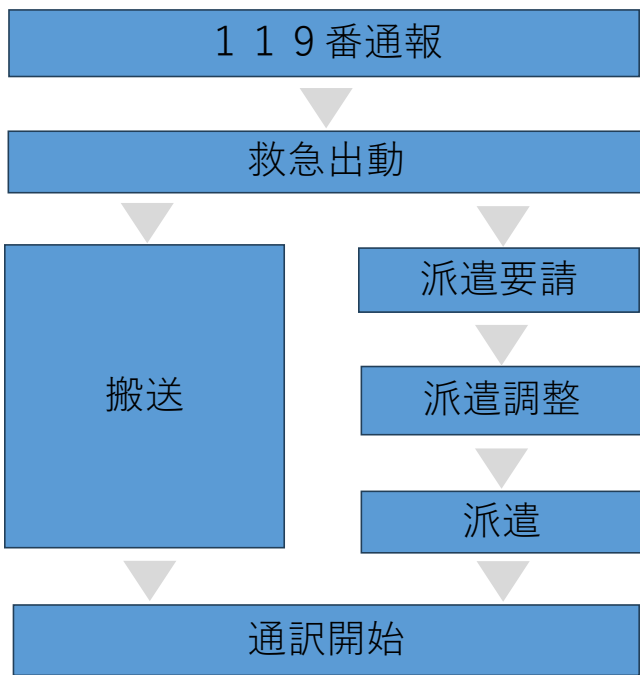 １１９番通報
救急出動
搬送
派遣要請
派遣調整
派遣
通訳開始